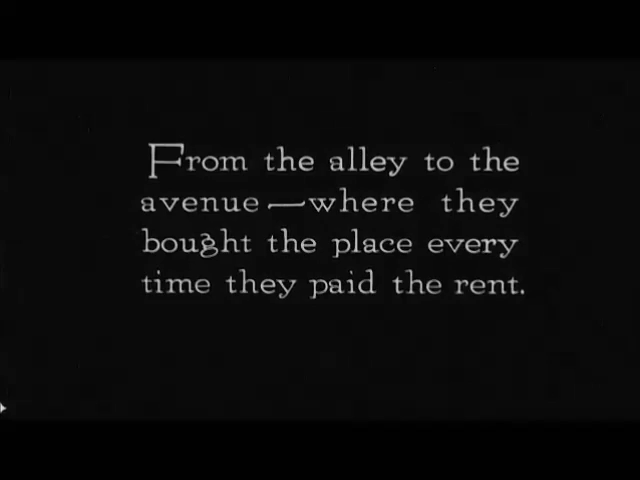 From the alley to the
avenue—where they
bought the place every
time they paid the rent.